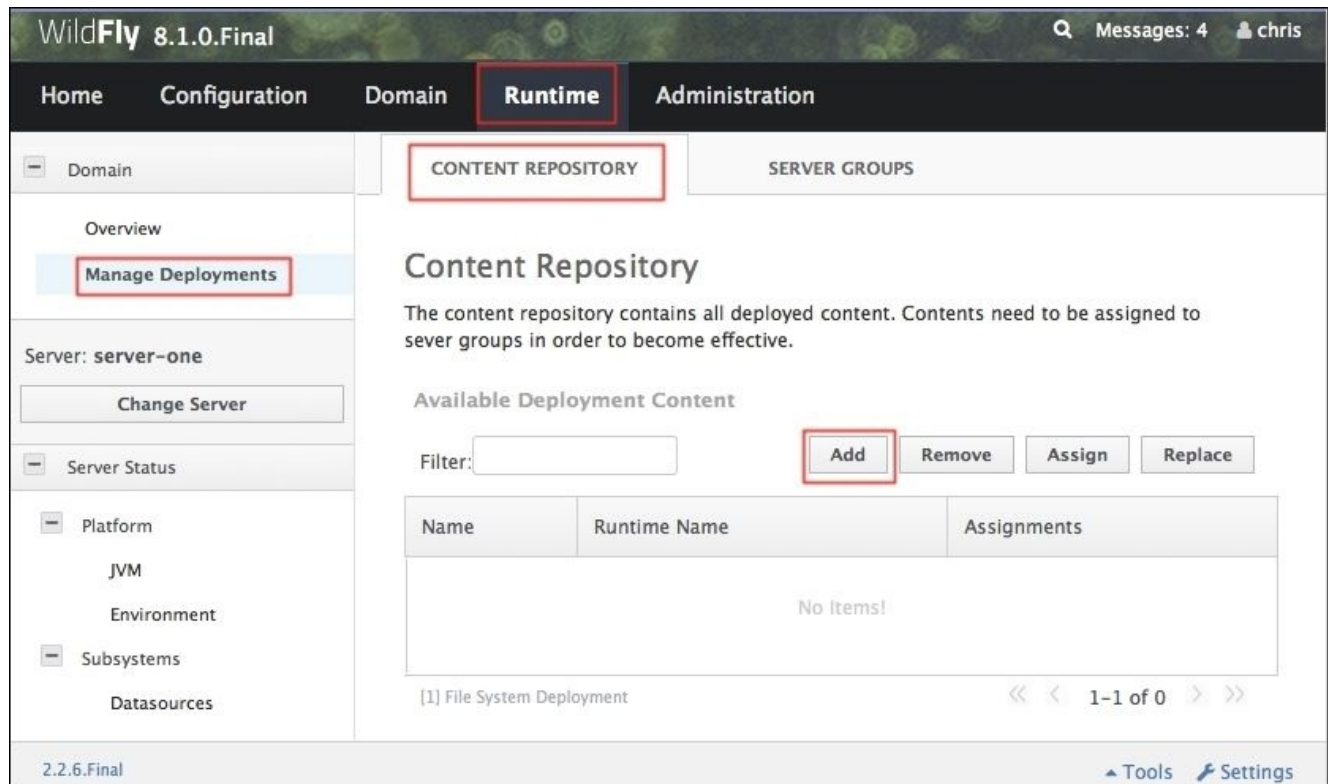 WildFly 8.1.0.Final
Messages: 4 chris
Home Configuration Domain Runtime Administration
Domain
Overview
Manage Deployments
Server: server-one
Change Server
Server Status
Platform
JVM
Environment
Subsystems
Datasources
CONTENT REPOSITORY SERVER GROUPS
Content Repository
The content repository contains all deployed content. Contents need to be assigned to
sever groups in order to become effective.
Available Deployment Content
Filter: Add Remove Assign Replace
Name Runtime Name Assignments
No Items!
[1] File System Deployment
1-1 of 0
2.2.6.Final
Tools Settings